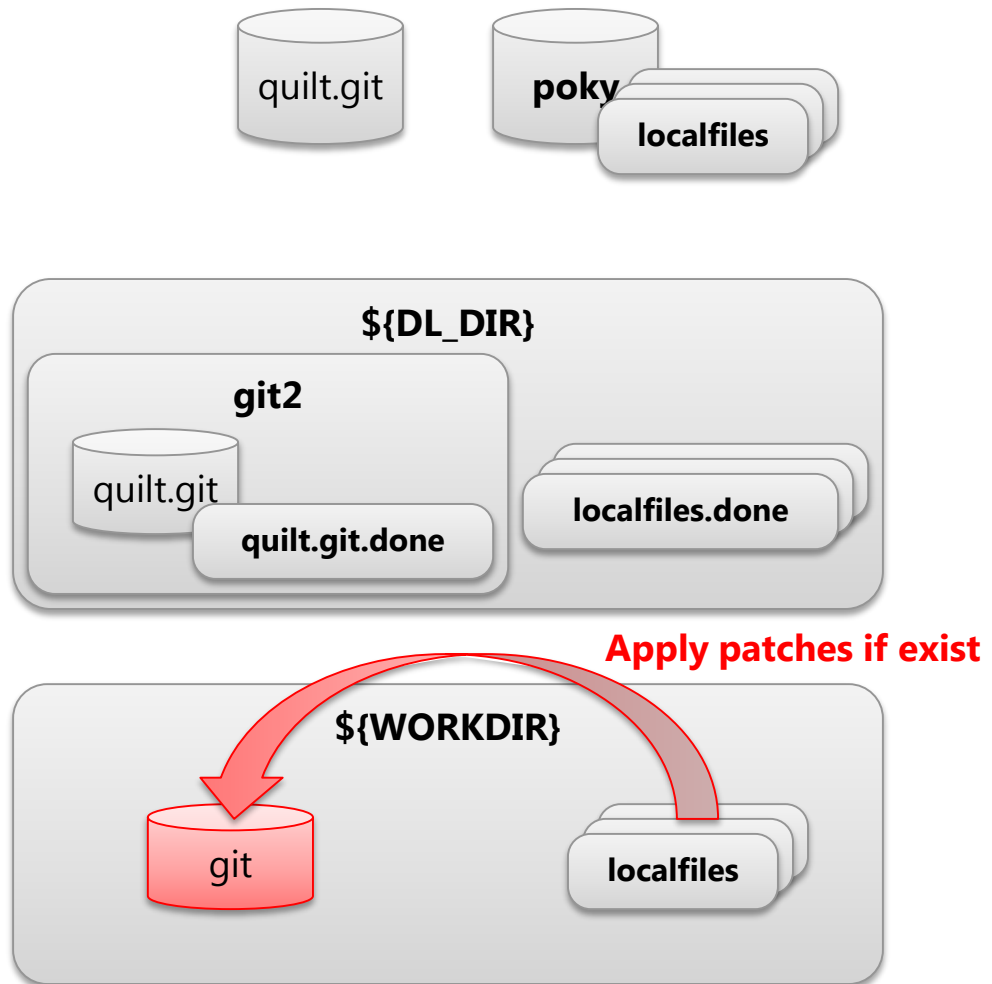 quilt.git
poky
localfiles
${DL_DIR}
git2
quilt.git
quilt.git.done
localfiles.done
Apply patches if exist
${WORKDIR}
git
localfiles